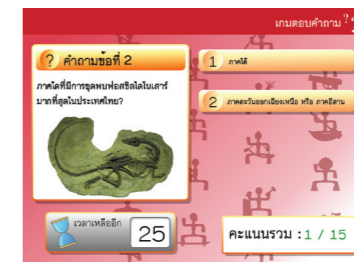 เกมตอบคำถาม ?
? คำถามข้อที่ 2
ภาคใดที่มีการขุดพบฟอสซิลไดโนเสาร์
มากที่สุดในประเทศไทย?
1 ภาคใต้
2 ภาคตะวันออกเฉียงเหนือ หรือ ภาคอีสาน
เวลาเหลืออีก
25
คะแนนรวม : 1 / 15